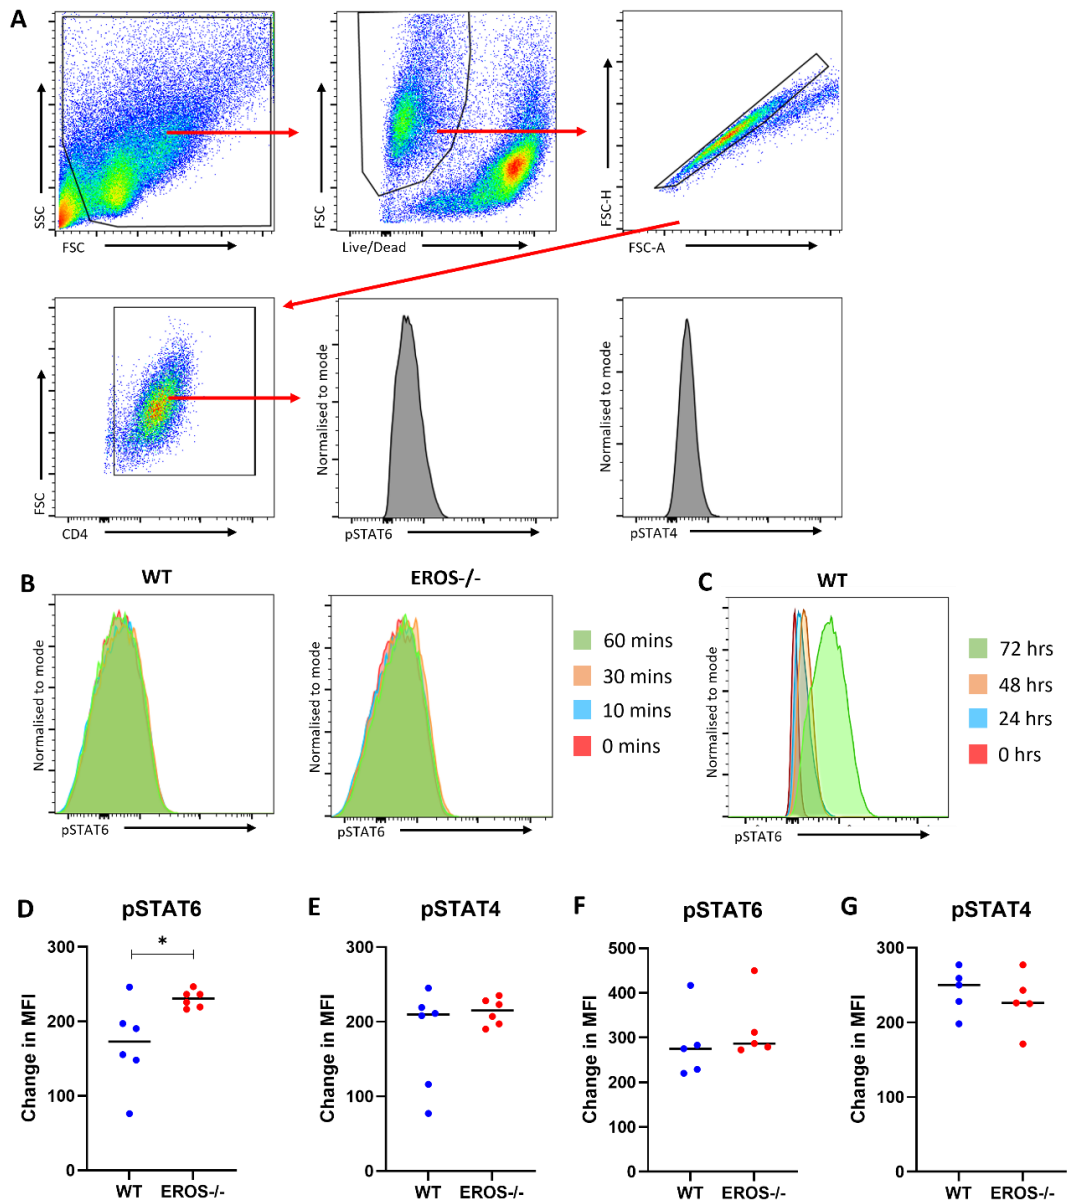 A
SSC
FSC
FSC
Live/Dead
FSC-H
FSC-A
FSC
CD4
Normalised to mode
pSTAT6
Normalised to mode
pSTAT4
B
WT
EROS-/-
C
WT
Normalised to mode
pSTAT6
Normalised to mode
pSTAT6
60 mins
30 mins
10 mins
0 mins
Normalised to mode
pSTAT6
72 hrs
48 hrs
24 hrs
0 hrs
D
pSTAT6
*
Change in MFI
300
200
100
0
WT
EROS-/-
E
pSTAT4
Change in MFI
300
200
100
0
WT
EROS-/-
F
pSTAT6
Change in MFI
500
400
300
200
100
0
WT
EROS-/-
G
pSTAT4
Change in MFI
300
200
100
0
WT
EROS-/-